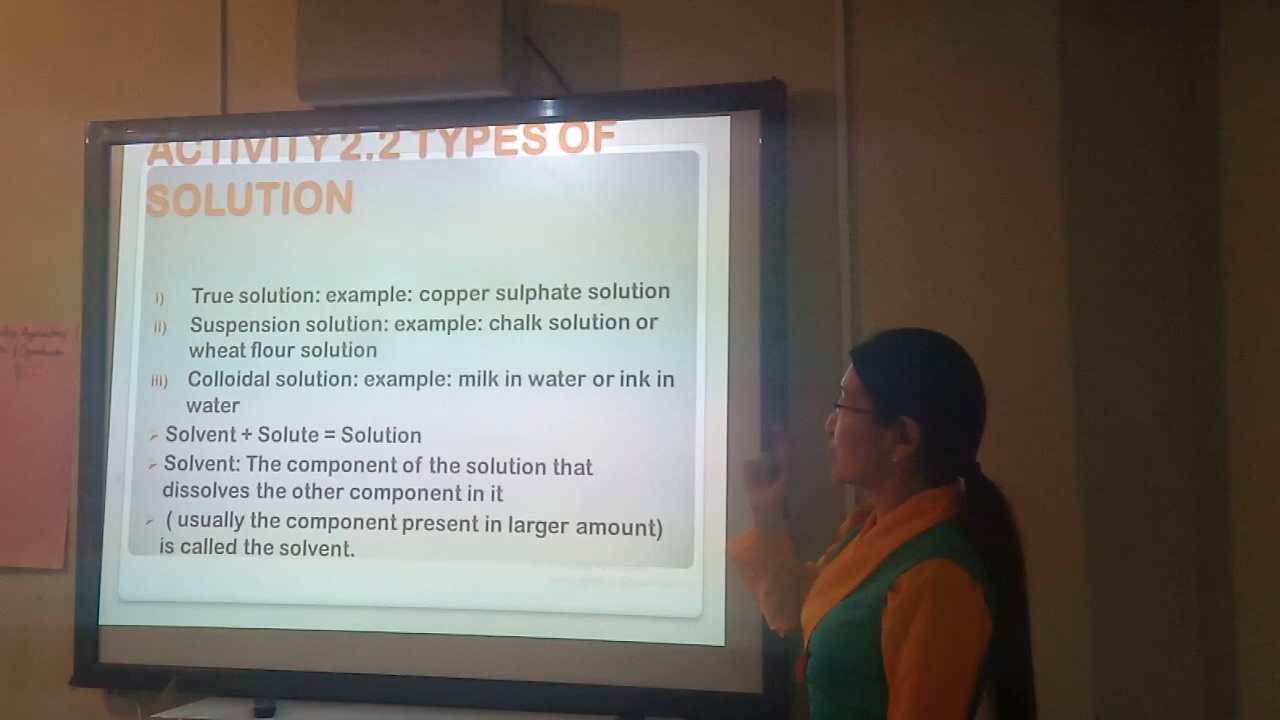 ACTIVITY 2.2 TYPES OF
SOLUTION
i) True solution: example: copper sulphate solution
ii) Suspension solution: example: chalk solution or
wheat flour solution
iii) Colloidal solution: example: milk in water or ink in
water
➢ Solvent + Solute = Solution
➢ Solvent: The component of the solution that
dissolves the other component in it
➢ ( usually the component present in larger amount)
is called the solvent.